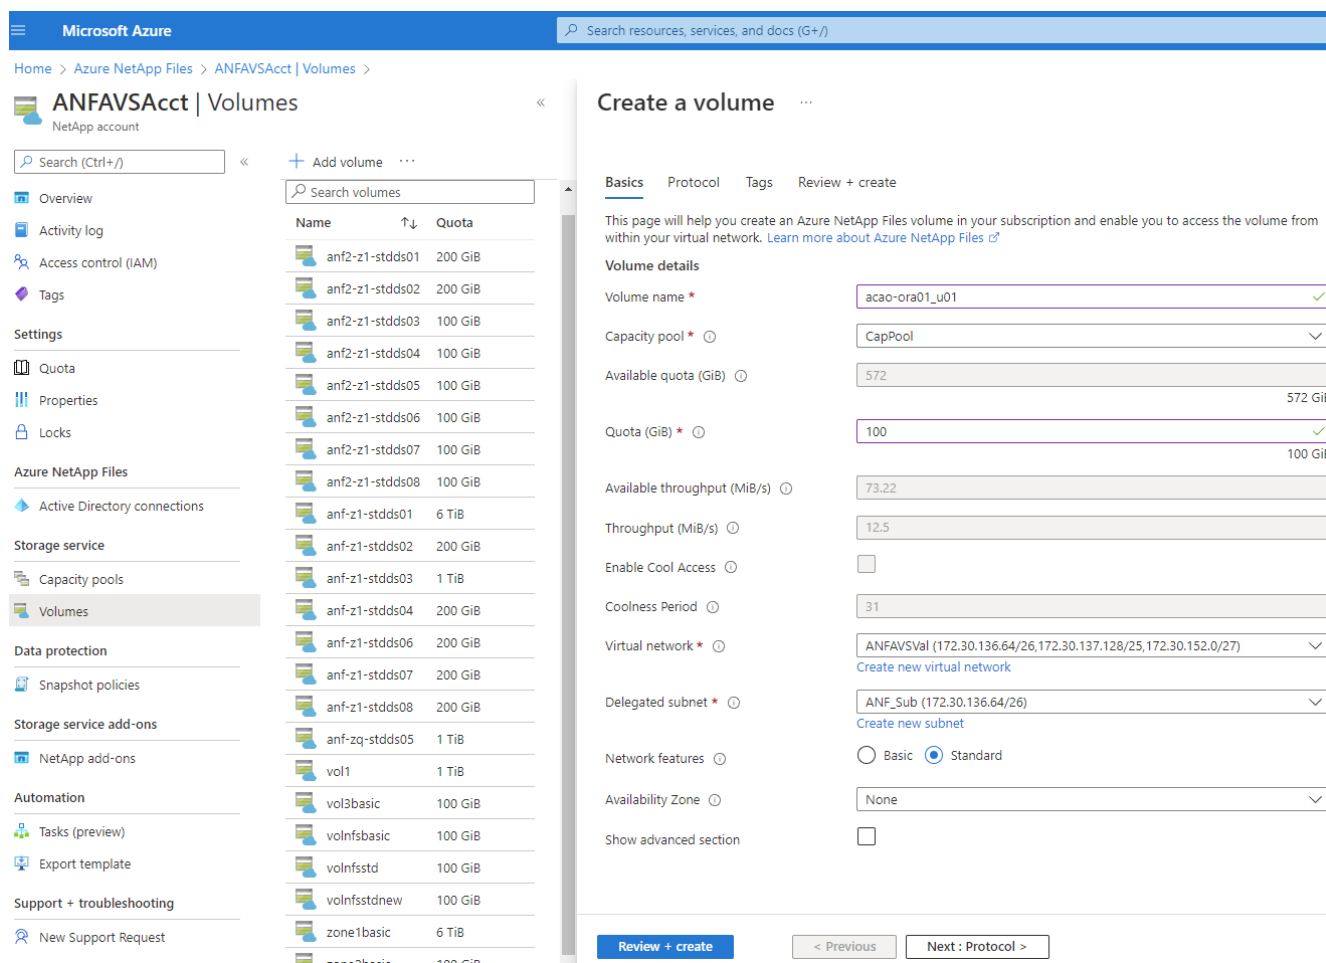 Microsoft Azure
Search resources, services, and docs (G+/)
Home > Azure NetApp Files > ANFAVSAcct | Volumes >
ANFAVSAcct | Volumes
NetApp account
Search (Ctrl+/)
Overview
Activity log
Access control (IAM)
Tags
Settings
Quota
Properties
Locks
Azure NetApp Files
Active Directory connections
Storage service
Capacity pools
Volumes
Data protection
Snapshot policies
Storage service add-ons
NetApp add-ons
Automation
Tasks (preview)
Export template
Support + troubleshooting
New Support Request
+ Add volume ...
Search volumes
Name Quota
anf2-z1-stdds01 200 GiB
anf2-z1-stdds02 200 GiB
anf2-z1-stdds03 100 GiB
anf2-z1-stdds04 100 GiB
anf2-z1-stdds05 100 GiB
anf2-z1-stdds06 100 GiB
anf2-z1-stdds07 100 GiB
anf2-z1-stdds08 100 GiB
anf-z1-stdds01 6 TiB
anf-z1-stdds02 200 GiB
anf-z1-stdds03 1 TiB
anf-z1-stdds04 200 GiB
anf-z1-stdds06 200 GiB
anf-z1-stdds07 200 GiB
anf-z1-stdds08 200 GiB
anf-zq-stdds05 1 TiB
vol1 1 TiB
vol3basic 100 GiB
volnfsbasic 100 GiB
volnfsstd 100 GiB
volnfsstdnew 100 GiB
zone1basic 6 TiB
Create a volume ...
Basics Protocol Tags Review + create
This page will help you create an Azure NetApp Files volume in your subscription and enable you to access the volume from
within your virtual network. Learn more about Azure NetApp Files
Volume details
Volume name * acao-ora01_u01
Capacity pool * CapPool
Available quota (GiB) 572
572 GiB
Quota (GiB) * 100
100 GiB
Available throughput (MiB/s) 73.22
Throughput (MiB/s) 12.5
Enable Cool Access
Coolness Period 31
Virtual network * ANFAVSVal (172.30.136.64/26,172.30.137.128/25,172.30.152.0/27)
Create new virtual network
Delegated subnet * ANF_Sub (172.30.136.64/26)
Create new subnet
Network features Basic Standard
Availability Zone None
Show advanced section
Review + create < Previous Next : Protocol >